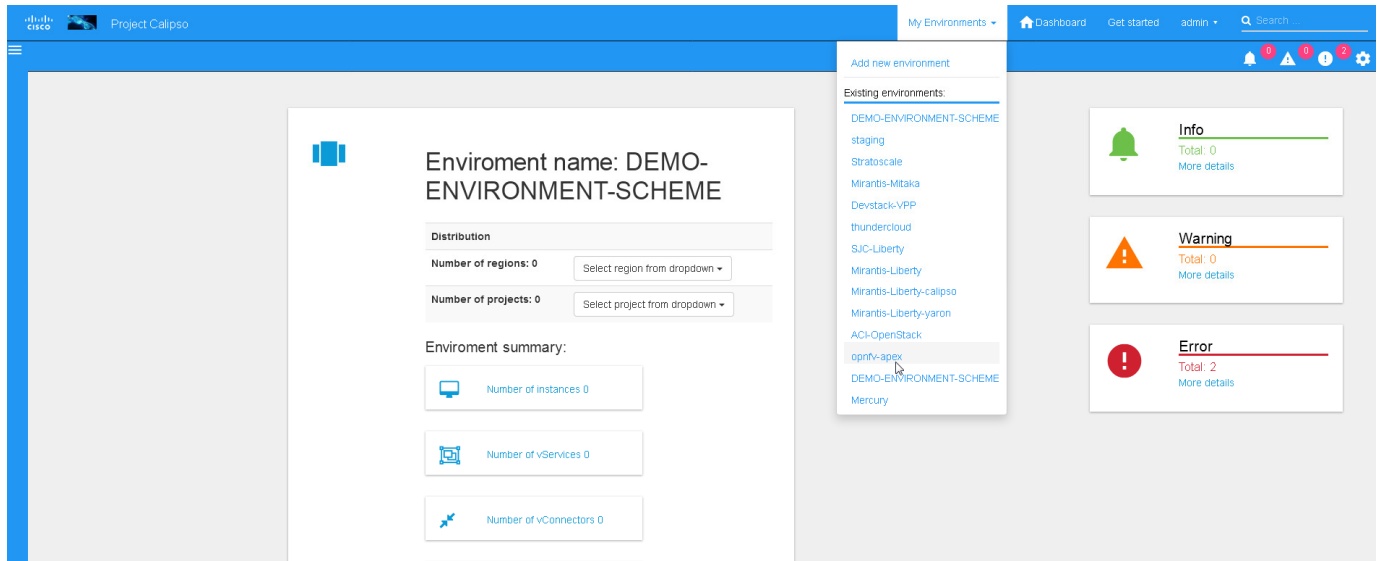 cisco Project Calipso My Environments Dashboard Get started admin Search ...
0 0 2
Add new environment
Existing environments:
DEMO-ENVIRONMENT-SCHEME
staging
Stratoscale
Mirantis-Mitaka
Devstack-VPP
thundercloud
SJC-Liberty
Mirantis-Liberty
Mirantis-Liberty-calipso
Mirantis-Liberty-yaron
ACI-OpenStack
opnfv-apex
DEMO-ENVIRONMENT-SCHEME
Mercury
Enviroment name: DEMO-
ENVIRONMENT-SCHEME
Distribution
Number of regions: 0 Select region from dropdown
Number of projects: 0 Select project from dropdown
Enviroment summary:
Number of instances 0
Number of vServices 0
Number of vConnectors 0
Info
Total: 0
More details
Warning
Total: 0
More details
Error
Total: 2
More details